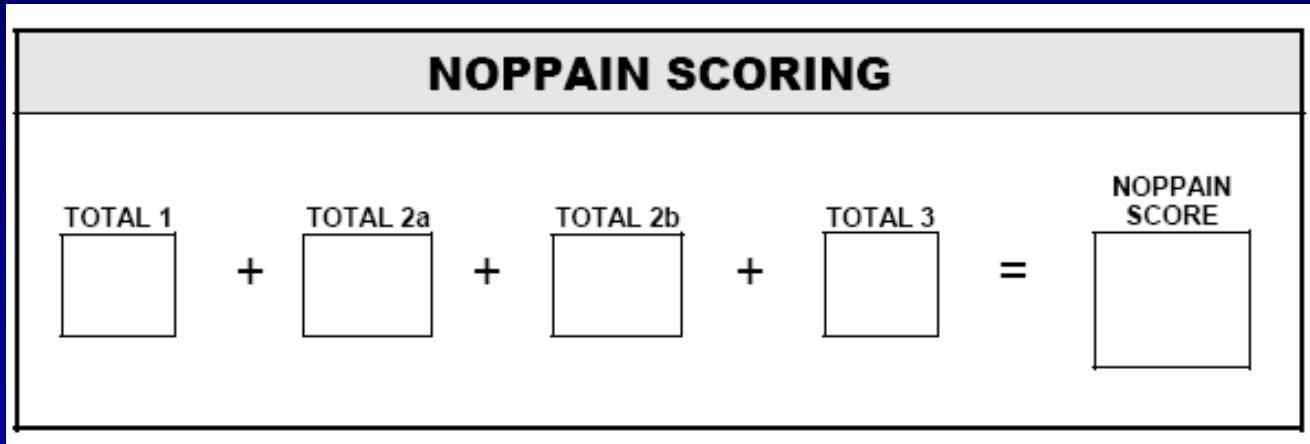 NOPPAIN SCORING
NOPPAIN
SCORE
TOTAL 1 TOTAL 2a TOTAL 2b TOTAL 3
+ + + =